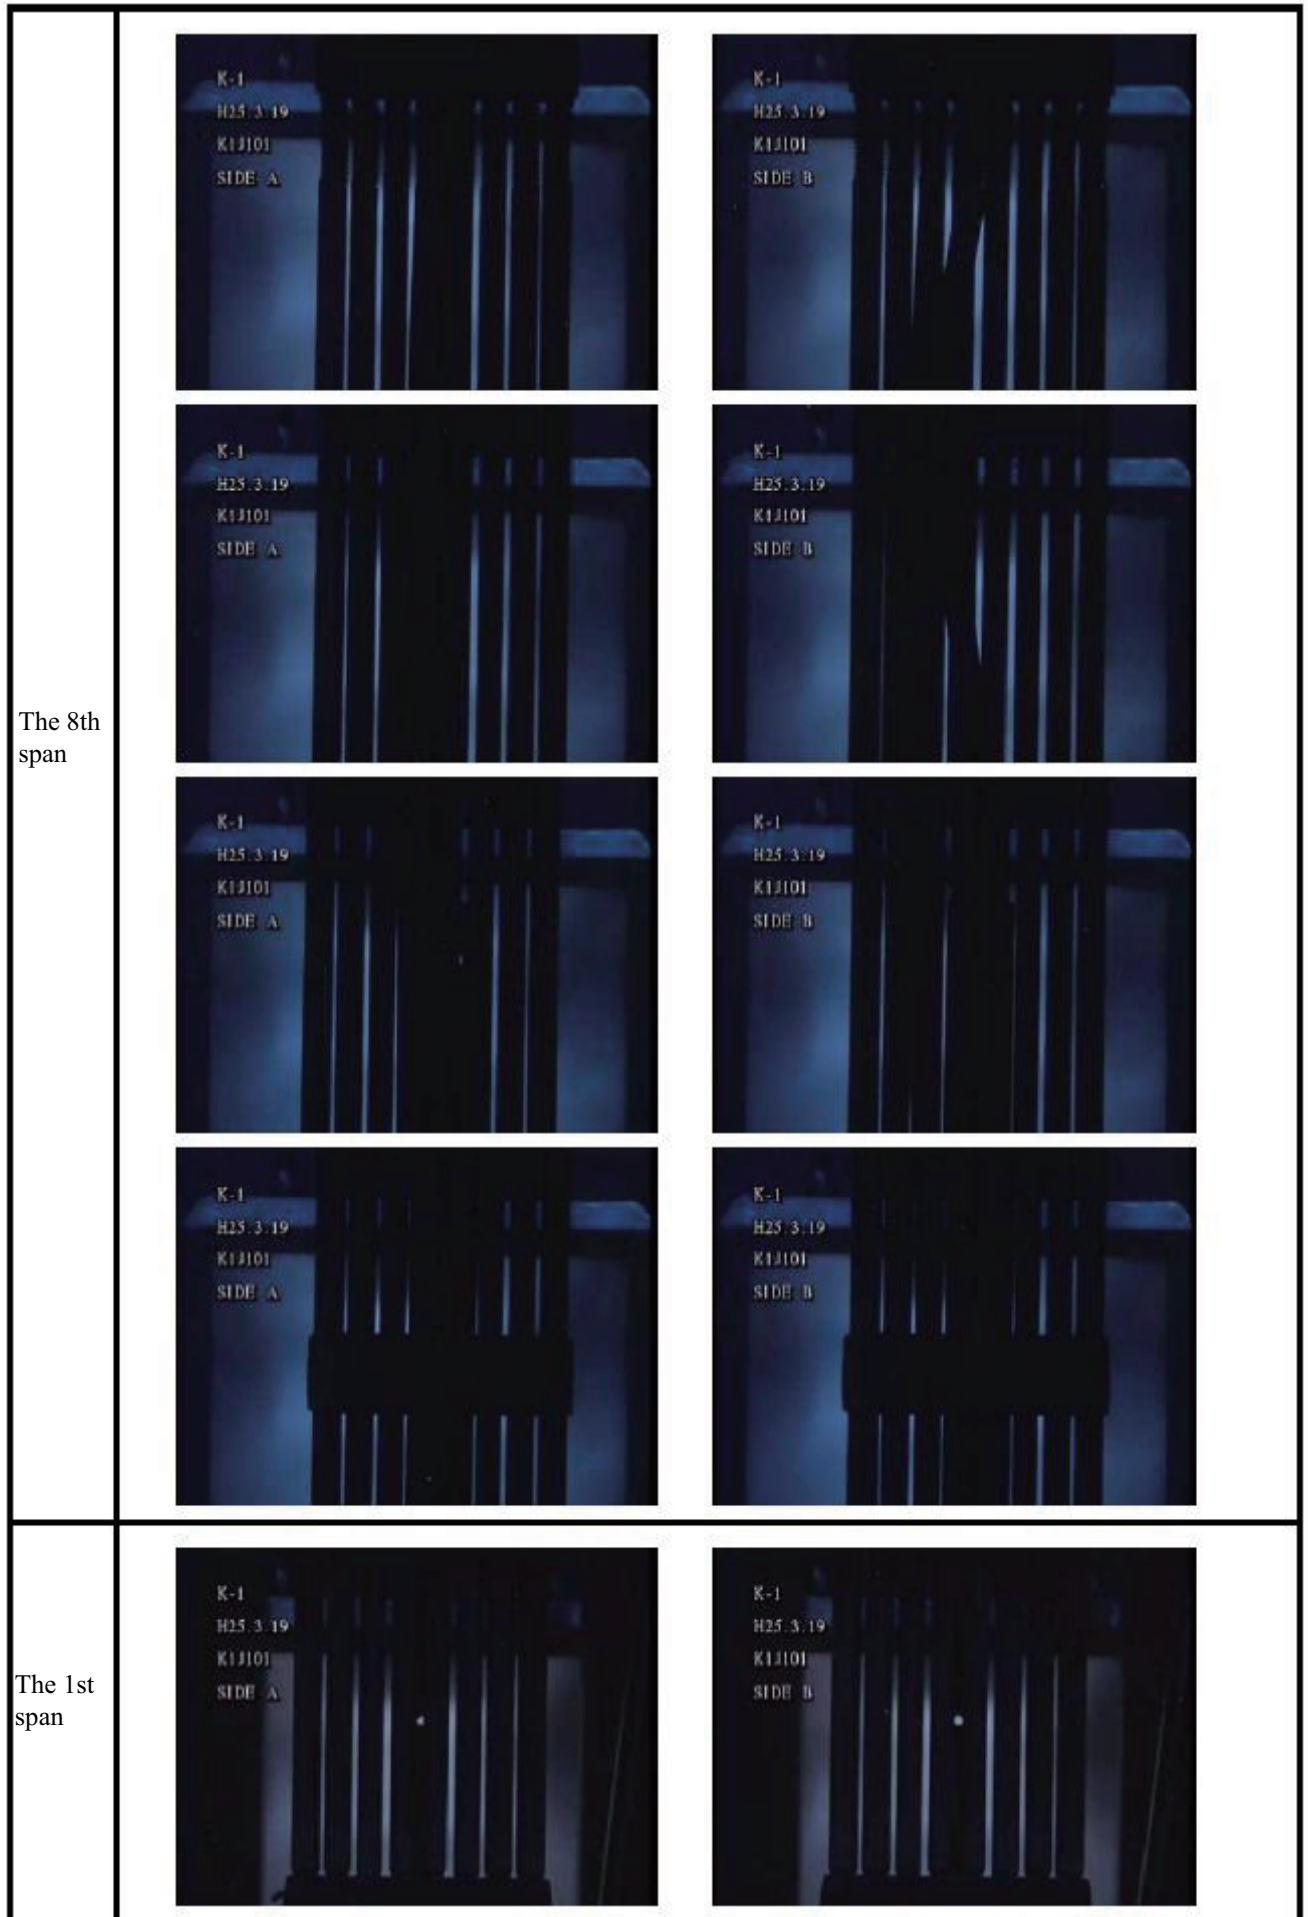 The 8th
span
K-1
H25.3.19
K1J101
SIDE A
K-1
H25.3.19
K1J101
SIDE B
K-1
H25.3.19
K1J101
SIDE A
K-1
H25.3.19
K1J101
SIDE B
K-1
H25.3.19
K1J101
SIDE A
K-1
H25.3.19
K1J101
SIDE B
K-1
H25.3.19
K1J101
SIDE A
K-1
H25.3.19
K1J101
SIDE B
The 1st
span
K-1
H25.3.19
K1J101
SIDE A
K-1
H25.3.19
K1J101
SIDE B